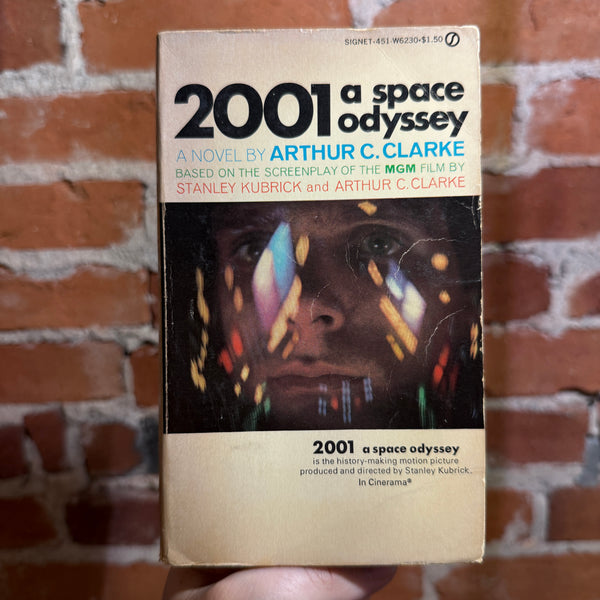 SIGNET·451-W6230·$1.50
2001 a space odyssey
A NOVEL BY ARTHUR C. CLARKE
BASED ON THE SCREENPLAY OF THE MGM FILM BY
STANLEY KUBRICK and ARTHUR C. CLARKE
2001 a space odyssey
is the history-making motion picture
produced and directed by Stanley Kubrick.
In Cinerama®